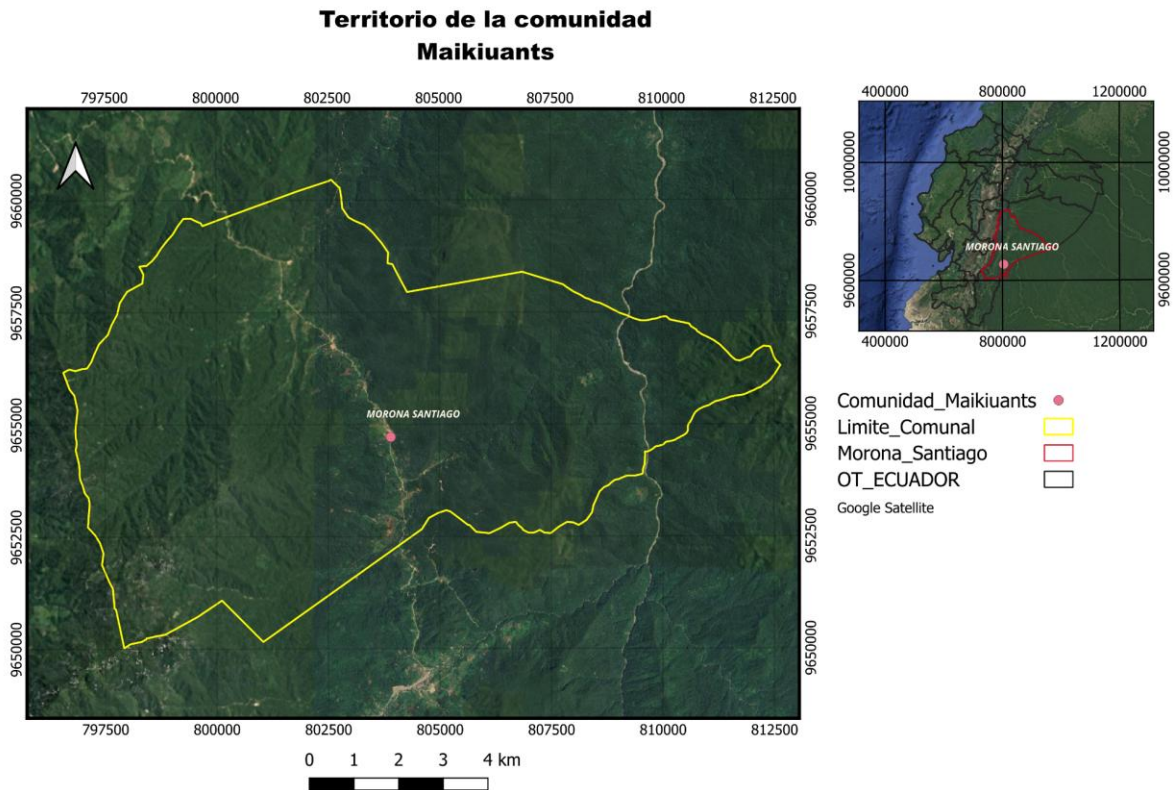 Territorio de la comunidad
Maikiuants
797500 800000 802500 805000 807500 810000 812500
9660000 9660000
9657500 9657500
9655000 9655000
9652500 9652500
9650000 9650000
MORONA SANTIAGO
797500 800000 802500 805000 807500 810000 812500
0 1 2 3 4 km
400000 800000 1200000
10000000 10000000
9600000 9600000
MORONA SANTIAGO
400000 800000 1200000
Comunidad_Maikiuants
Limite_Comunal
Morona_Santiago
OT_ECUADOR
Google Satellite